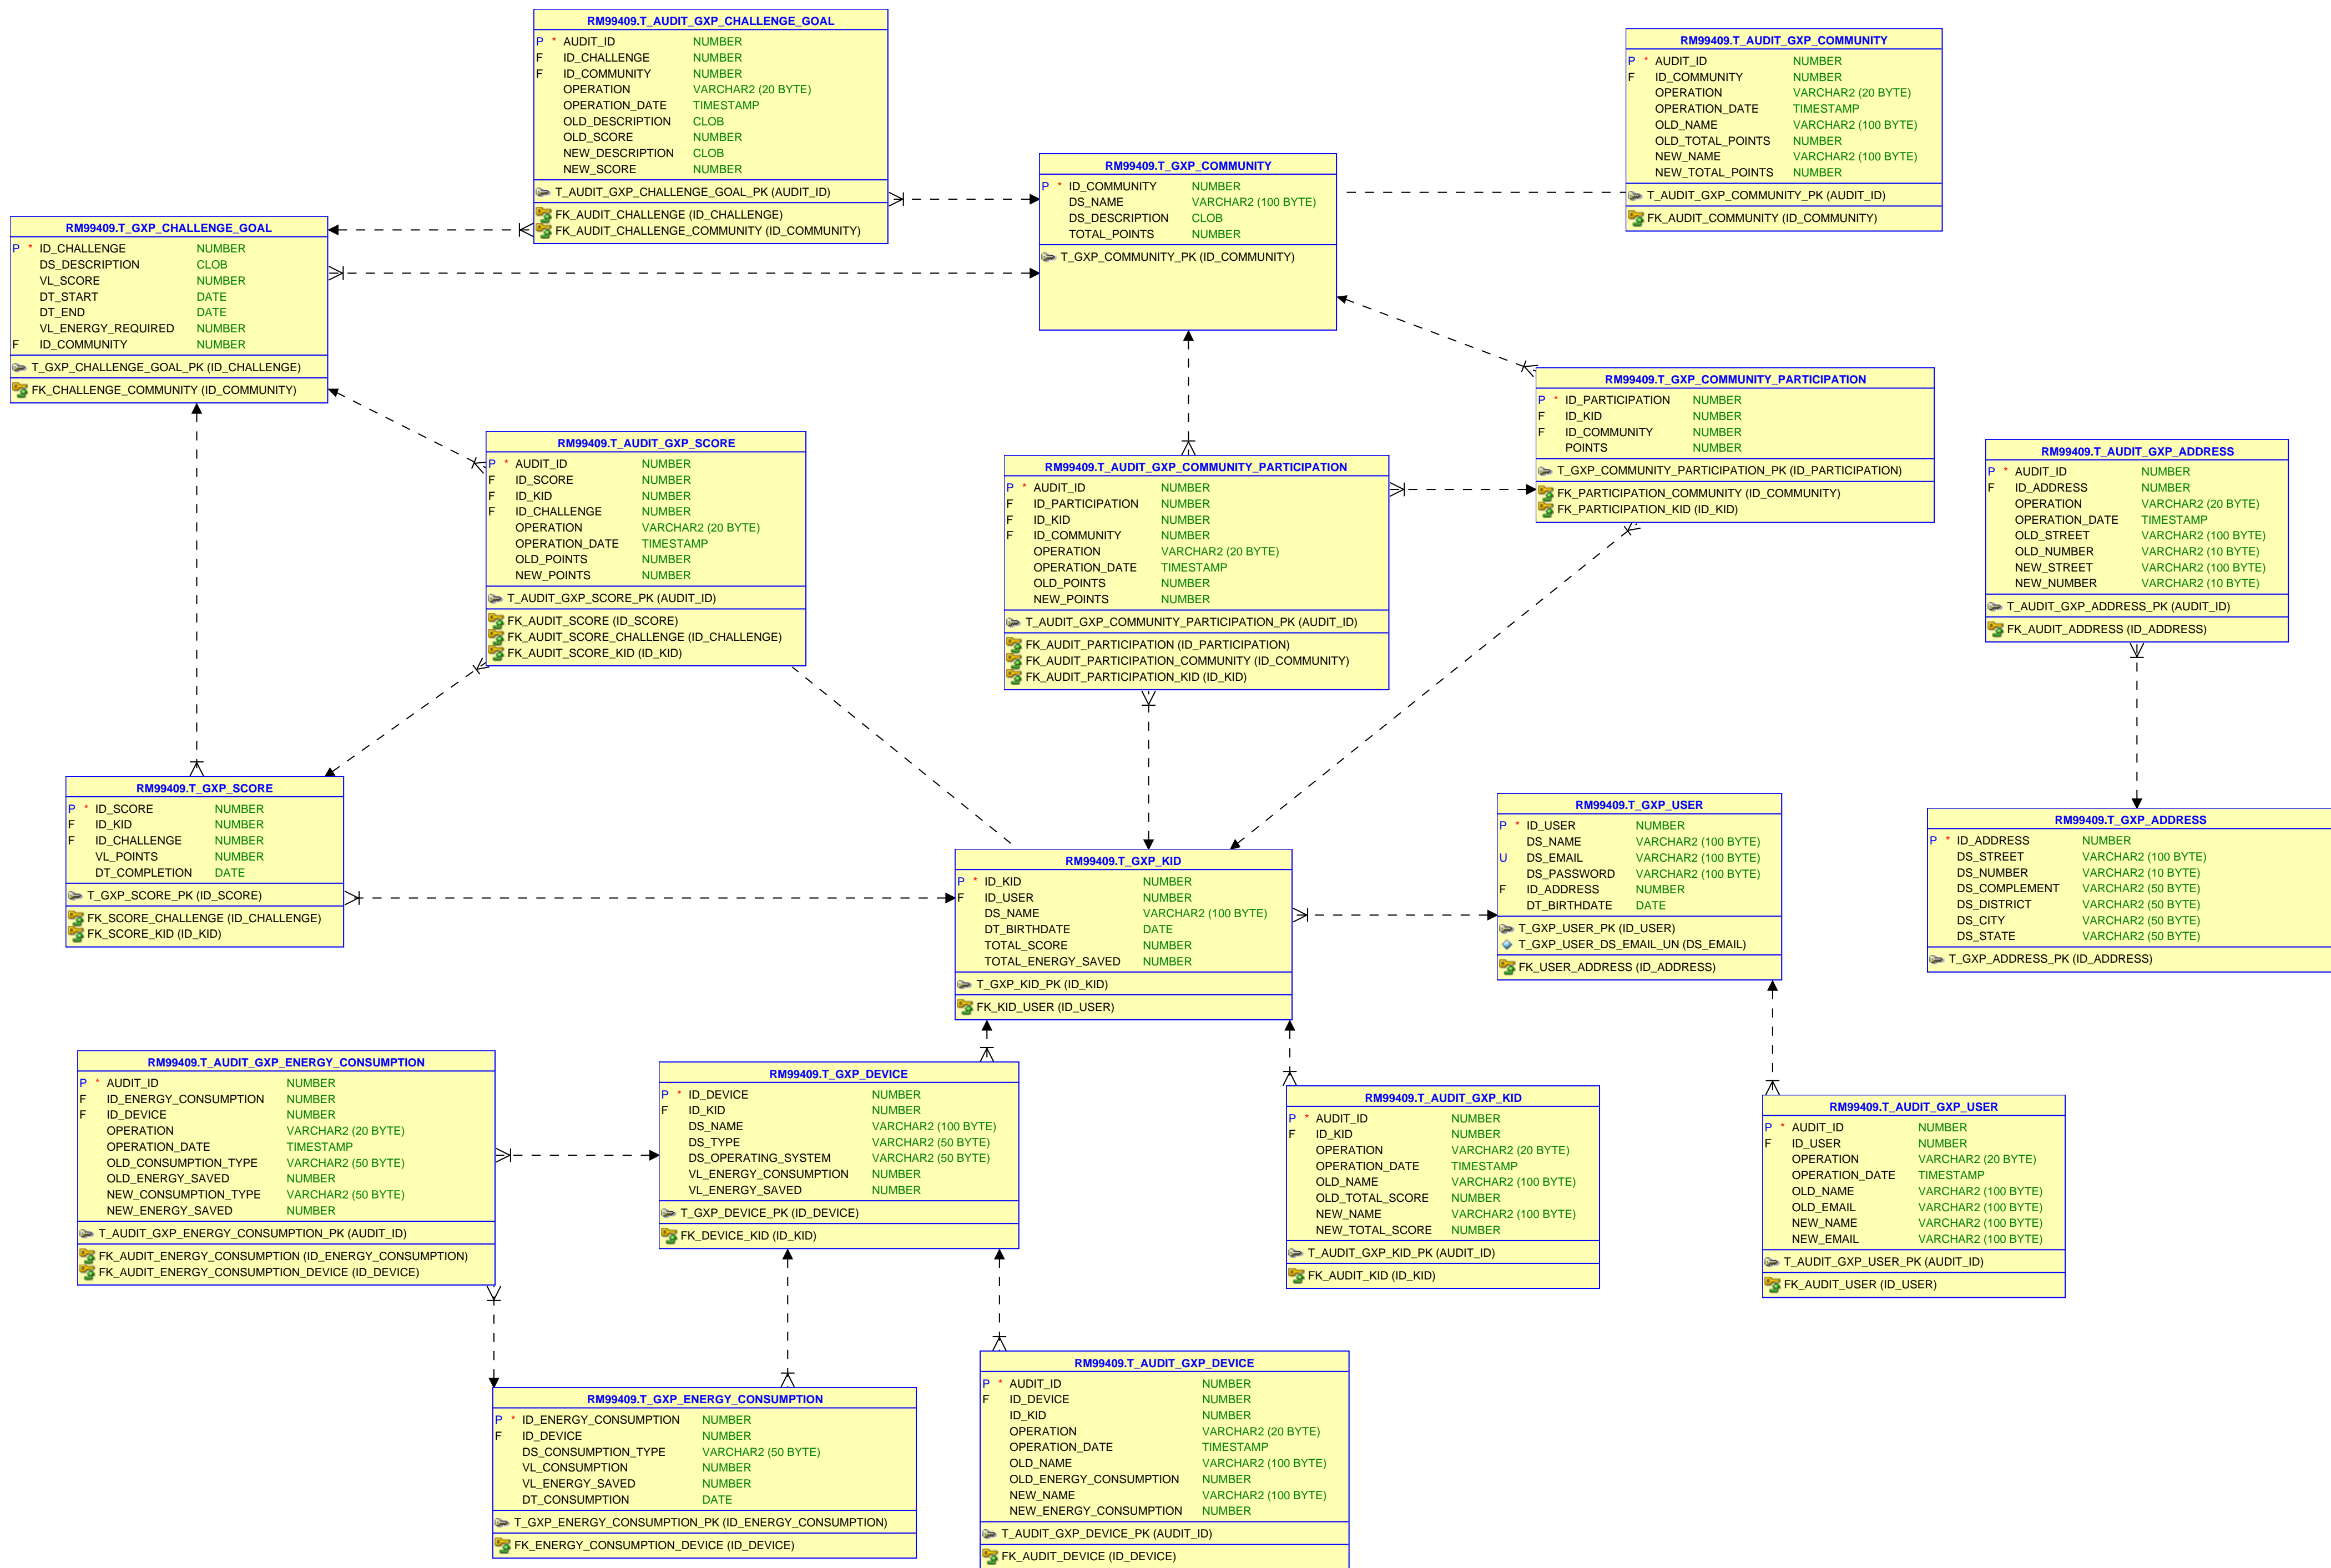 RM99409.T_AUDIT_GXP_CHALLENGE_GOAL
P * AUDIT_ID NUMBER
F ID_CHALLENGE NUMBER
F ID_COMMUNITY NUMBER
OPERATION VARCHAR2 (20 BYTE)
OPERATION_DATE TIMESTAMP
OLD_DESCRIPTION CLOB
OLD_SCORE NUMBER
NEW_DESCRIPTION CLOB
NEW_SCORE NUMBER
T_AUDIT_GXP_CHALLENGE_GOAL_PK (AUDIT_ID)
FK_AUDIT_CHALLENGE (ID_CHALLENGE)
FK_AUDIT_CHALLENGE_COMMUNITY (ID_COMMUNITY)
RM99409.T_AUDIT_GXP_COMMUNITY
P * AUDIT_ID NUMBER
F ID_COMMUNITY NUMBER
OPERATION VARCHAR2 (20 BYTE)
OPERATION_DATE TIMESTAMP
OLD_NAME VARCHAR2 (100 BYTE)
OLD_TOTAL_POINTS NUMBER
NEW_NAME VARCHAR2 (100 BYTE)
NEW_TOTAL_POINTS NUMBER
T_AUDIT_GXP_COMMUNITY_PK (AUDIT_ID)
FK_AUDIT_COMMUNITY (ID_COMMUNITY)
RM99409.T_GXP_COMMUNITY
P * ID_COMMUNITY NUMBER
DS_NAME VARCHAR2 (100 BYTE)
DS_DESCRIPTION CLOB
TOTAL_POINTS NUMBER
T_GXP_COMMUNITY_PK (ID_COMMUNITY)
RM99409.T_GXP_CHALLENGE_GOAL
P * ID_CHALLENGE NUMBER
DS_DESCRIPTION CLOB
VL_SCORE NUMBER
DT_START DATE
DT_END DATE
VL_ENERGY_REQUIRED NUMBER
F ID_COMMUNITY NUMBER
T_GXP_CHALLENGE_GOAL_PK (ID_CHALLENGE)
FK_CHALLENGE_COMMUNITY (ID_COMMUNITY)
RM99409.T_GXP_COMMUNITY_PARTICIPATION
P * ID_PARTICIPATION NUMBER
F ID_KID NUMBER
F ID_COMMUNITY NUMBER
POINTS NUMBER
T_GXP_COMMUNITY_PARTICIPATION_PK (ID_PARTICIPATION)
FK_PARTICIPATION_COMMUNITY (ID_COMMUNITY)
FK_PARTICIPATION_KID (ID_KID)
RM99409.T_AUDIT_GXP_SCORE
P * AUDIT_ID NUMBER
F ID_SCORE NUMBER
F ID_KID NUMBER
F ID_CHALLENGE NUMBER
OPERATION VARCHAR2 (20 BYTE)
OPERATION_DATE TIMESTAMP
OLD_POINTS NUMBER
NEW_POINTS NUMBER
T_AUDIT_GXP_SCORE_PK (AUDIT_ID)
FK_AUDIT_SCORE (ID_SCORE)
FK_AUDIT_SCORE_CHALLENGE (ID_CHALLENGE)
FK_AUDIT_SCORE_KID (ID_KID)
RM99409.T_AUDIT_GXP_COMMUNITY_PARTICIPATION
P * AUDIT_ID NUMBER
F ID_PARTICIPATION NUMBER
F ID_KID NUMBER
F ID_COMMUNITY NUMBER
OPERATION VARCHAR2 (20 BYTE)
OPERATION_DATE TIMESTAMP
OLD_POINTS NUMBER
NEW_POINTS NUMBER
T_AUDIT_GXP_COMMUNITY_PARTICIPATION_PK (AUDIT_ID)
FK_AUDIT_PARTICIPATION (ID_PARTICIPATION)
FK_AUDIT_PARTICIPATION_COMMUNITY (ID_COMMUNITY)
FK_AUDIT_PARTICIPATION_KID (ID_KID)
RM99409.T_AUDIT_GXP_ADDRESS
P * AUDIT_ID NUMBER
F ID_ADDRESS NUMBER
OPERATION VARCHAR2 (20 BYTE)
OPERATION_DATE TIMESTAMP
OLD_STREET VARCHAR2 (100 BYTE)
OLD_NUMBER VARCHAR2 (10 BYTE)
NEW_STREET VARCHAR2 (100 BYTE)
NEW_NUMBER VARCHAR2 (10 BYTE)
T_AUDIT_GXP_ADDRESS_PK (AUDIT_ID)
FK_AUDIT_ADDRESS (ID_ADDRESS)
RM99409.T_GXP_SCORE
P * ID_SCORE NUMBER
F ID_KID NUMBER
F ID_CHALLENGE NUMBER
VL_POINTS NUMBER
DT_COMPLETION DATE
T_GXP_SCORE_PK (ID_SCORE)
FK_SCORE_CHALLENGE (ID_CHALLENGE)
FK_SCORE_KID (ID_KID)
RM99409.T_GXP_KID
P * ID_KID NUMBER
F ID_USER NUMBER
DS_NAME VARCHAR2 (100 BYTE)
DT_BIRTHDATE DATE
TOTAL_SCORE NUMBER
TOTAL_ENERGY_SAVED NUMBER
T_GXP_KID_PK (ID_KID)
FK_KID_USER (ID_USER)
RM99409.T_GXP_USER
P * ID_USER NUMBER
DS_NAME VARCHAR2 (100 BYTE)
U DS_EMAIL VARCHAR2 (100 BYTE)
DS_PASSWORD VARCHAR2 (100 BYTE)
F ID_ADDRESS NUMBER
DT_BIRTHDATE DATE
T_GXP_USER_PK (ID_USER)
T_GXP_USER_DS_EMAIL_UN (DS_EMAIL)
FK_USER_ADDRESS (ID_ADDRESS)
RM99409.T_GXP_ADDRESS
P * ID_ADDRESS NUMBER
DS_STREET VARCHAR2 (100 BYTE)
DS_NUMBER VARCHAR2 (10 BYTE)
DS_COMPLEMENT VARCHAR2 (50 BYTE)
DS_DISTRICT VARCHAR2 (50 BYTE)
DS_CITY VARCHAR2 (50 BYTE)
DS_STATE VARCHAR2 (50 BYTE)
T_GXP_ADDRESS_PK (ID_ADDRESS)
RM99409.T_AUDIT_GXP_ENERGY_CONSUMPTION
P * AUDIT_ID NUMBER
F ID_ENERGY_CONSUMPTION NUMBER
F ID_DEVICE NUMBER
OPERATION VARCHAR2 (20 BYTE)
OPERATION_DATE TIMESTAMP
OLD_CONSUMPTION_TYPE VARCHAR2 (50 BYTE)
OLD_ENERGY_SAVED NUMBER
NEW_CONSUMPTION_TYPE VARCHAR2 (50 BYTE)
NEW_ENERGY_SAVED NUMBER
T_AUDIT_GXP_ENERGY_CONSUMPTION_PK (AUDIT_ID)
FK_AUDIT_ENERGY_CONSUMPTION (ID_ENERGY_CONSUMPTION)
FK_AUDIT_ENERGY_CONSUMPTION_DEVICE (ID_DEVICE)
RM99409.T_GXP_DEVICE
P * ID_DEVICE NUMBER
F ID_KID NUMBER
DS_NAME VARCHAR2 (100 BYTE)
DS_TYPE VARCHAR2 (50 BYTE)
DS_OPERATING_SYSTEM VARCHAR2 (50 BYTE)
VL_ENERGY_CONSUMPTION NUMBER
VL_ENERGY_SAVED NUMBER
T_GXP_DEVICE_PK (ID_DEVICE)
FK_DEVICE_KID (ID_KID)
RM99409.T_AUDIT_GXP_KID
P * AUDIT_ID NUMBER
F ID_KID NUMBER
OPERATION VARCHAR2 (20 BYTE)
OPERATION_DATE TIMESTAMP
OLD_NAME VARCHAR2 (100 BYTE)
OLD_TOTAL_SCORE NUMBER
NEW_NAME VARCHAR2 (100 BYTE)
NEW_TOTAL_SCORE NUMBER
T_AUDIT_GXP_KID_PK (AUDIT_ID)
FK_AUDIT_KID (ID_KID)
RM99409.T_AUDIT_GXP_USER
P * AUDIT_ID NUMBER
F ID_USER NUMBER
OPERATION VARCHAR2 (20 BYTE)
OPERATION_DATE TIMESTAMP
OLD_NAME VARCHAR2 (100 BYTE)
OLD_EMAIL VARCHAR2 (100 BYTE)
NEW_NAME VARCHAR2 (100 BYTE)
NEW_EMAIL VARCHAR2 (100 BYTE)
T_AUDIT_GXP_USER_PK (AUDIT_ID)
FK_AUDIT_USER (ID_USER)
RM99409.T_GXP_ENERGY_CONSUMPTION
P * ID_ENERGY_CONSUMPTION NUMBER
F ID_DEVICE NUMBER
DS_CONSUMPTION_TYPE VARCHAR2 (50 BYTE)
VL_CONSUMPTION NUMBER
VL_ENERGY_SAVED NUMBER
DT_CONSUMPTION DATE
T_GXP_ENERGY_CONSUMPTION_PK (ID_ENERGY_CONSUMPTION)
FK_ENERGY_CONSUMPTION_DEVICE (ID_DEVICE)
RM99409.T_AUDIT_GXP_DEVICE
P * AUDIT_ID NUMBER
F ID_DEVICE NUMBER
ID_KID NUMBER
OPERATION VARCHAR2 (20 BYTE)
OPERATION_DATE TIMESTAMP
OLD_NAME VARCHAR2 (100 BYTE)
OLD_ENERGY_CONSUMPTION NUMBER
NEW_NAME VARCHAR2 (100 BYTE)
NEW_ENERGY_CONSUMPTION NUMBER
T_AUDIT_GXP_DEVICE_PK (AUDIT_ID)
FK_AUDIT_DEVICE (ID_DEVICE)